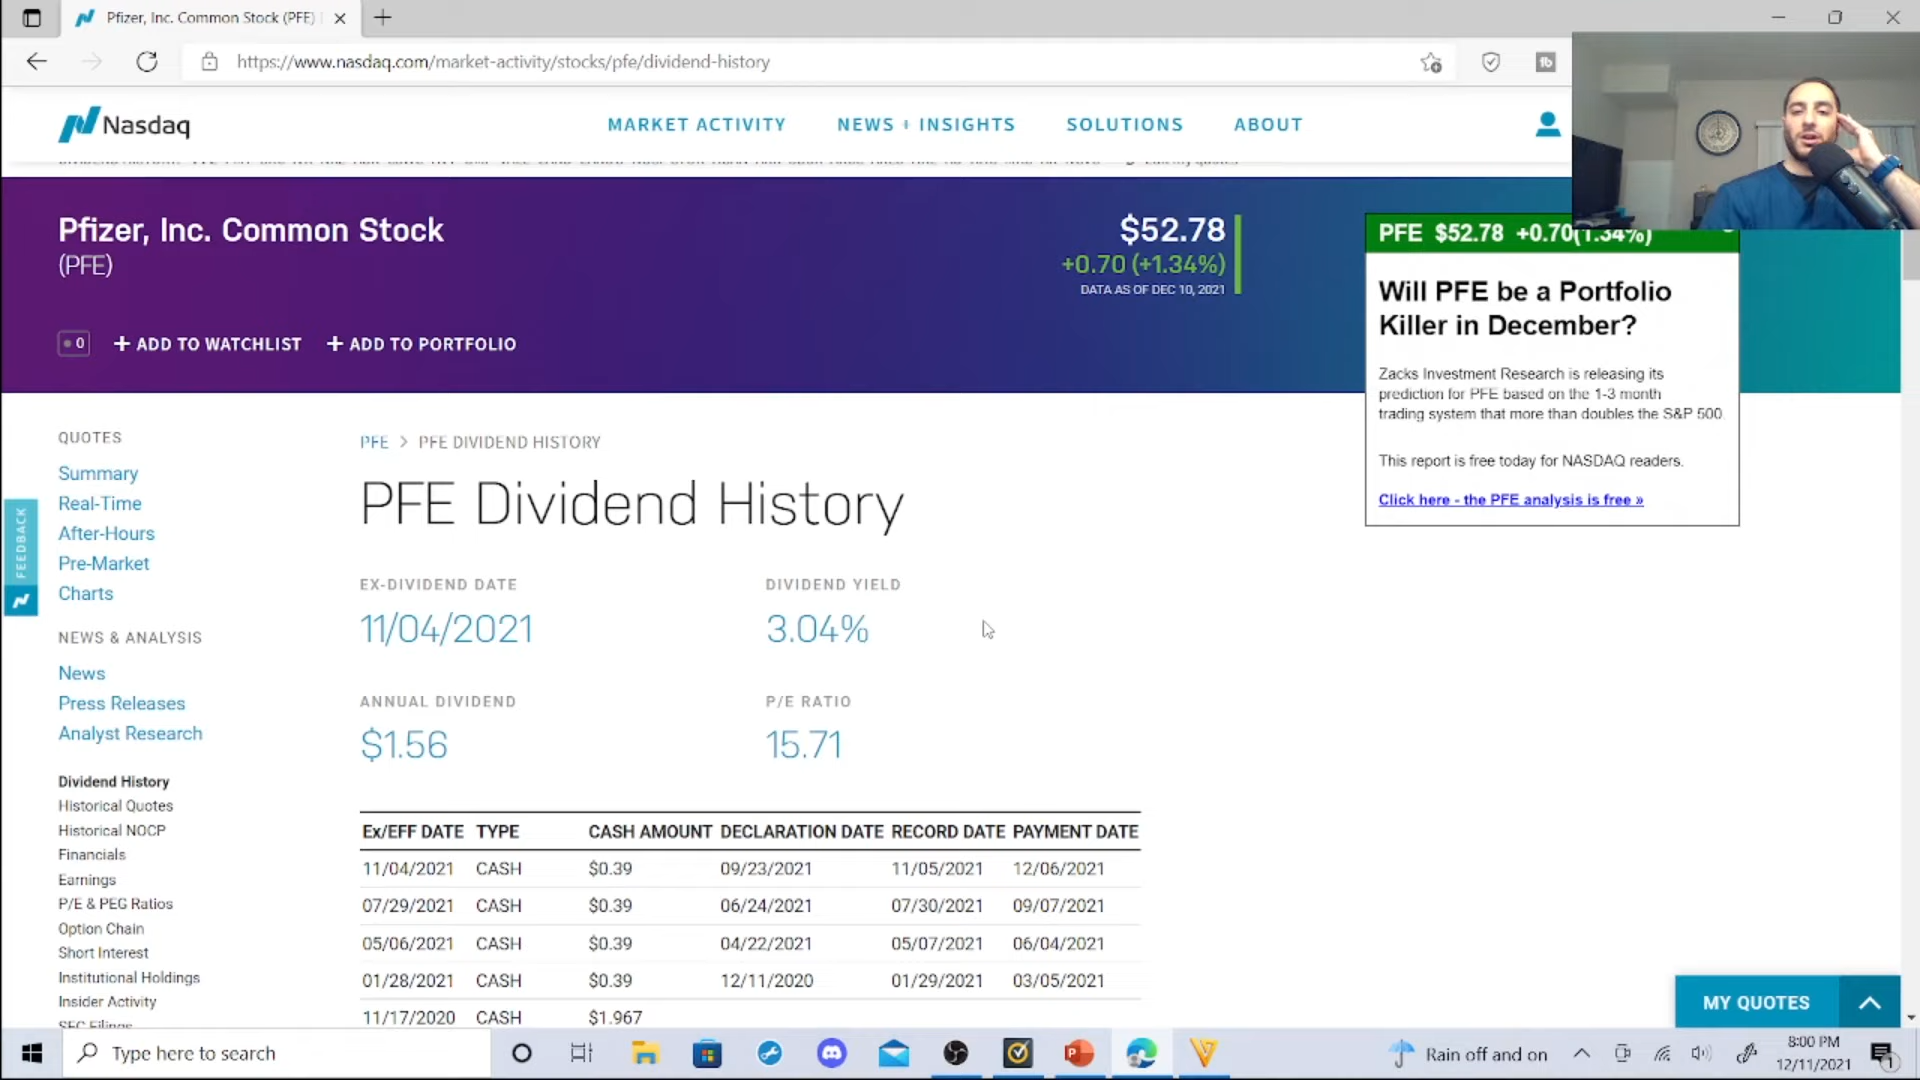 Pfizer, Inc. Common Stock (PFE)
https://www.nasdaq.com/market-activity/stocks/pfe/dividend-history
Nasdaq
MARKET ACTIVITY
NEWS + INSIGHTS
SOLUTIONS
ABOUT
Pfizer, Inc. Common Stock
(PFE)
$52.78
+0.70 (+1.34%)
DATA AS OF DEC 10, 2021
0
+ ADD TO WATCHLIST
+ ADD TO PORTFOLIO
PFE $52.78 +0.70(1.34%)
Will PFE be a Portfolio
Killer in December?
Zacks Investment Research is releasing its
prediction for PFE based on the 1-3 month
trading system that more than doubles the S&P 500.
This report is free today for NASDAQ readers.
Click here - the PFE analysis is free »
FEEDBACK
QUOTES
Summary
Real-Time
After-Hours
Pre-Market
Charts
NEWS & ANALYSIS
News
Press Releases
Analyst Research
Dividend History
Historical Quotes
Historical NOCP
Financials
Earnings
P/E & PEG Ratios
Option Chain
Short Interest
Institutional Holdings
Insider Activity
SEC Filings
PFE > PFE DIVIDEND HISTORY
PFE Dividend History
EX-DIVIDEND DATE
11/04/2021
DIVIDEND YIELD
3.04%
ANNUAL DIVIDEND
$1.56
P/E RATIO
15.71
Ex/EFF DATE TYPE CASH AMOUNT DECLARATION DATE RECORD DATE PAYMENT DATE
11/04/2021 CASH $0.39 09/23/2021 11/05/2021 12/06/2021
07/29/2021 CASH $0.39 06/24/2021 07/30/2021 09/07/2021
05/06/2021 CASH $0.39 04/22/2021 05/07/2021 06/04/2021
01/28/2021 CASH $0.39 12/11/2020 01/29/2021 03/05/2021
11/17/2020 CASH $1.967
MY QUOTES
Type here to search
Rain off and on
8:00 PM
12/11/2021
1